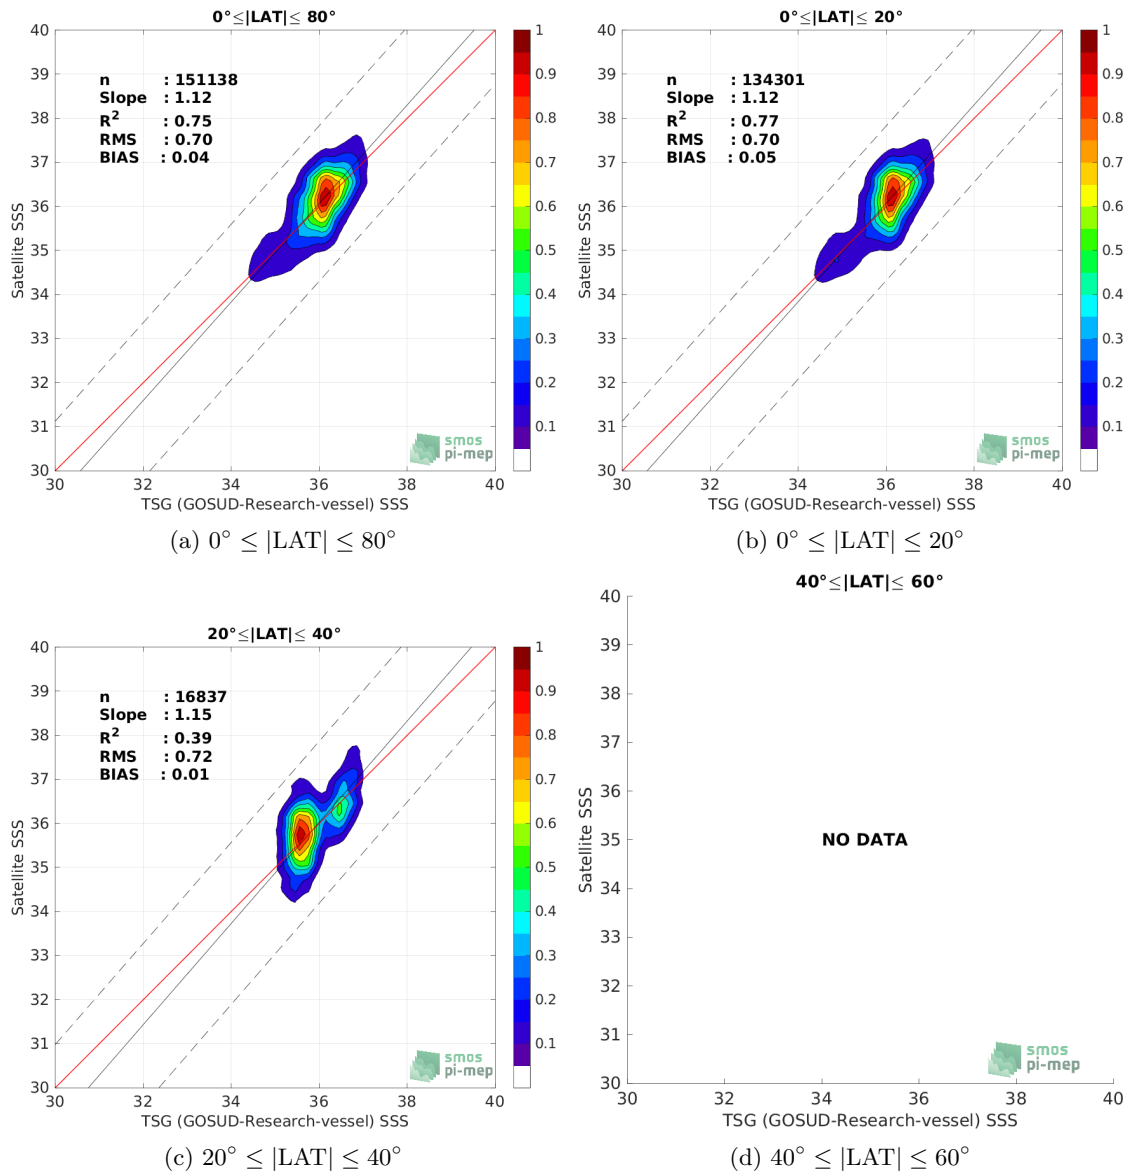 0°≤|LAT|≤ 80°
40
39
38
37
36
35
34
33
32
31
30
Satellite SSS
n : 151138
Slope : 1.12
R² : 0.75
RMS : 0.70
BIAS : 0.04
smos
pi-mep
30 32 34 36 38 40
TSG (GOSUD-Research-vessel) SSS
1
0.9
0.8
0.7
0.6
0.5
0.4
0.3
0.2
0.1
(a) 0° ≤ |LAT| ≤ 80°
0°≤|LAT|≤ 20°
40
39
38
37
36
35
34
33
32
31
30
Satellite SSS
n : 134301
Slope : 1.12
R² : 0.77
RMS : 0.70
BIAS : 0.05
smos
pi-mep
30 32 34 36 38 40
TSG (GOSUD-Research-vessel) SSS
1
0.9
0.8
0.7
0.6
0.5
0.4
0.3
0.2
0.1
(b) 0° ≤ |LAT| ≤ 20°
20°≤|LAT|≤ 40°
40
39
38
37
36
35
34
33
32
31
30
Satellite SSS
n : 16837
Slope : 1.15
R² : 0.39
RMS : 0.72
BIAS : 0.01
smos
pi-mep
30 32 34 36 38 40
TSG (GOSUD-Research-vessel) SSS
1
0.9
0.8
0.7
0.6
0.5
0.4
0.3
0.2
0.1
(c) 20° ≤ |LAT| ≤ 40°
40°≤|LAT|≤ 60°
40
39
38
37
36
35
34
33
32
31
30
Satellite SSS
NO DATA
smos
pi-mep
30 32 34 36 38 40
TSG (GOSUD-Research-vessel) SSS
(d) 40° ≤ |LAT| ≤ 60°